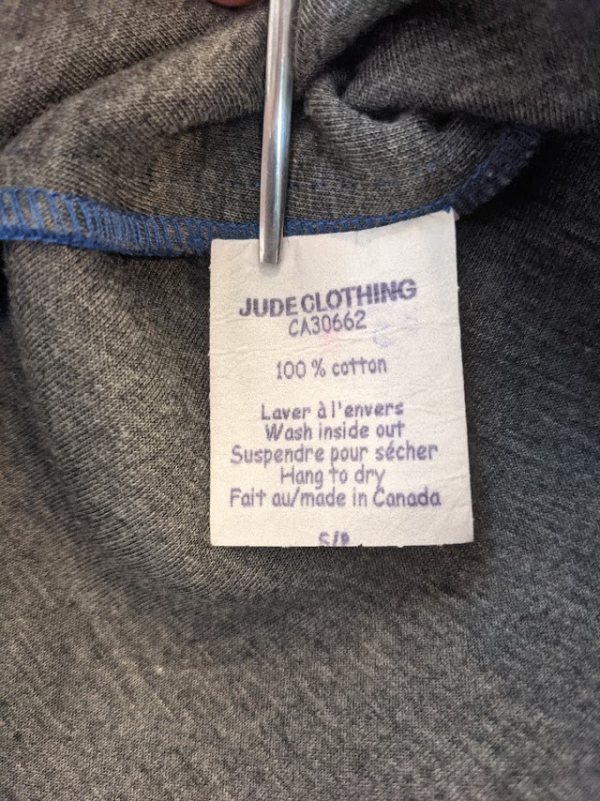 JUDE CLOTHING
CA30662
100 % cotton
Laver à l'envers
Wash inside out
Suspendre pour sécher
Hang to dry
Fait au/made in Canada
S/P